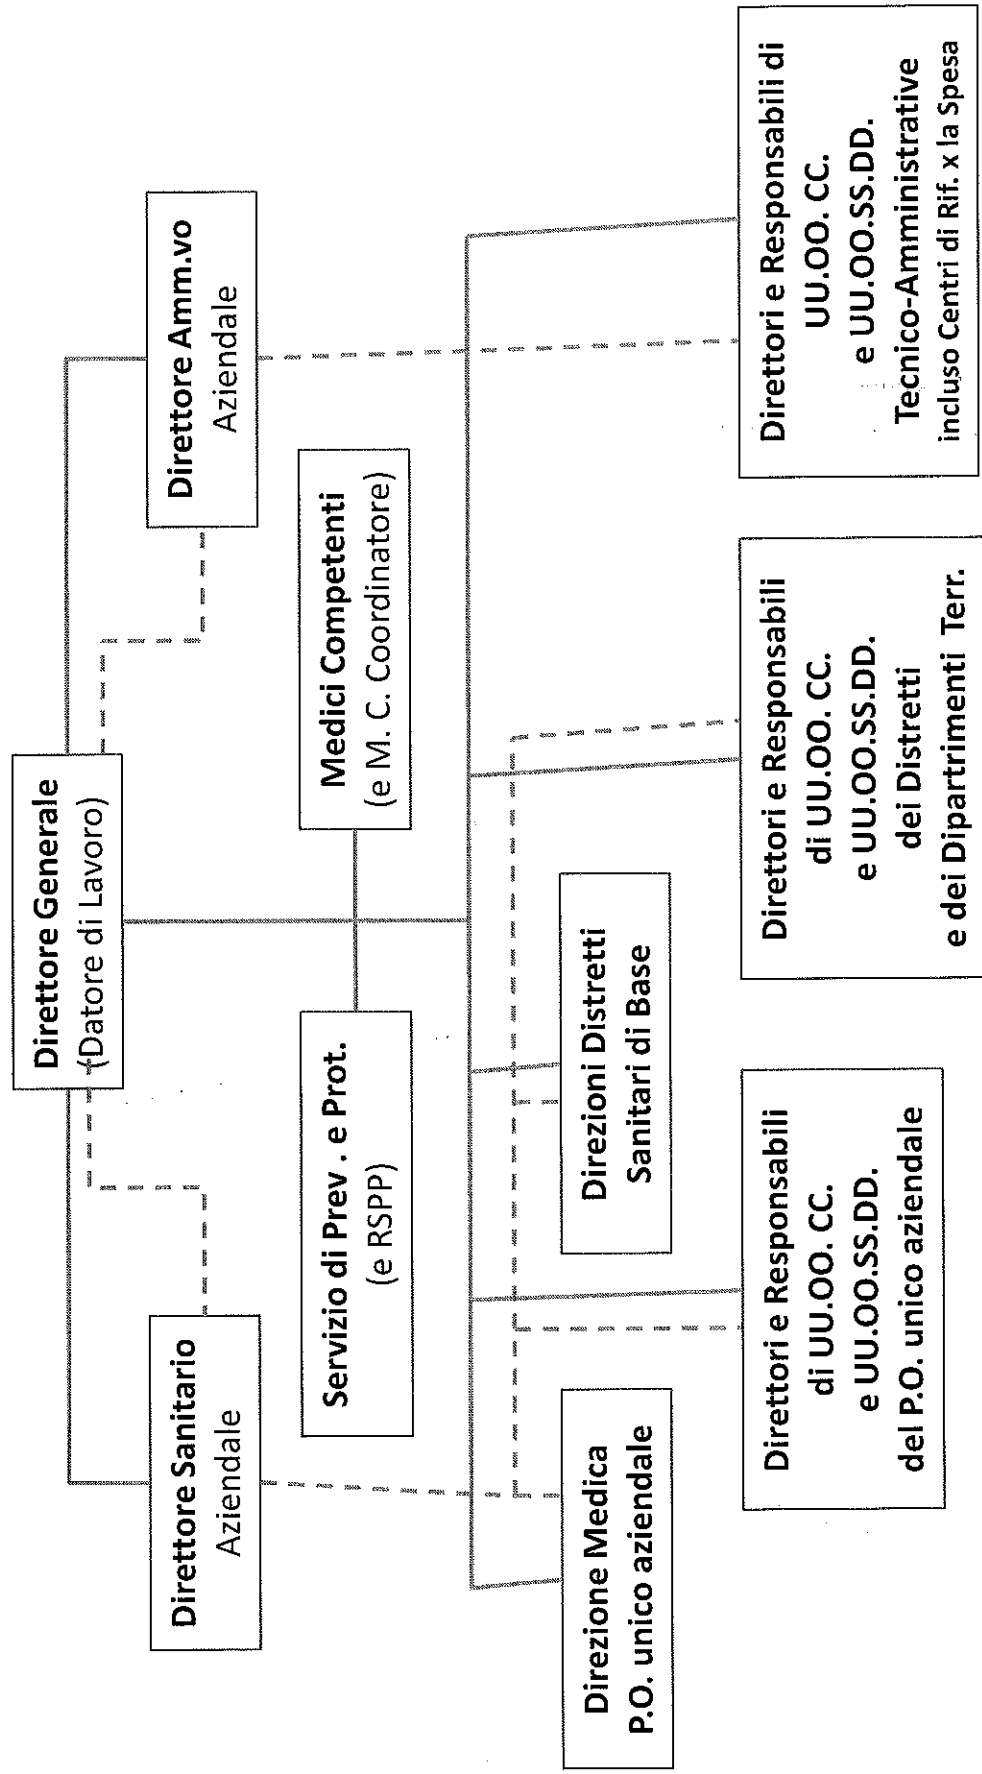 Direttore Generale
(Datore di Lavoro)
Direttore Sanitario
Aziendale
Direttore Amm.vo
Aziendale
Servizio di Prev . e Prot.
(e RSPP)
Medici Competenti
(e M. C. Coordinatore)
Direzione Medica
P.O. unico aziendale
Direzioni Distretti
Sanitari di Base
Direttori e Responsabili
di UU.OO. CC.
e UU.OO.SS.DD.
del P.O. unico aziendale
Direttori e Responsabili
di UU.OO. CC.
e UU.OO.SS.DD.
dei Distretti
e dei Dipartrimenti Terr.
Direttori e Responsabili di
UU.OO. CC.
e UU.OO.SS.DD.
Tecnico-Amministrative
incluso Centri di Rif. x la Spesa